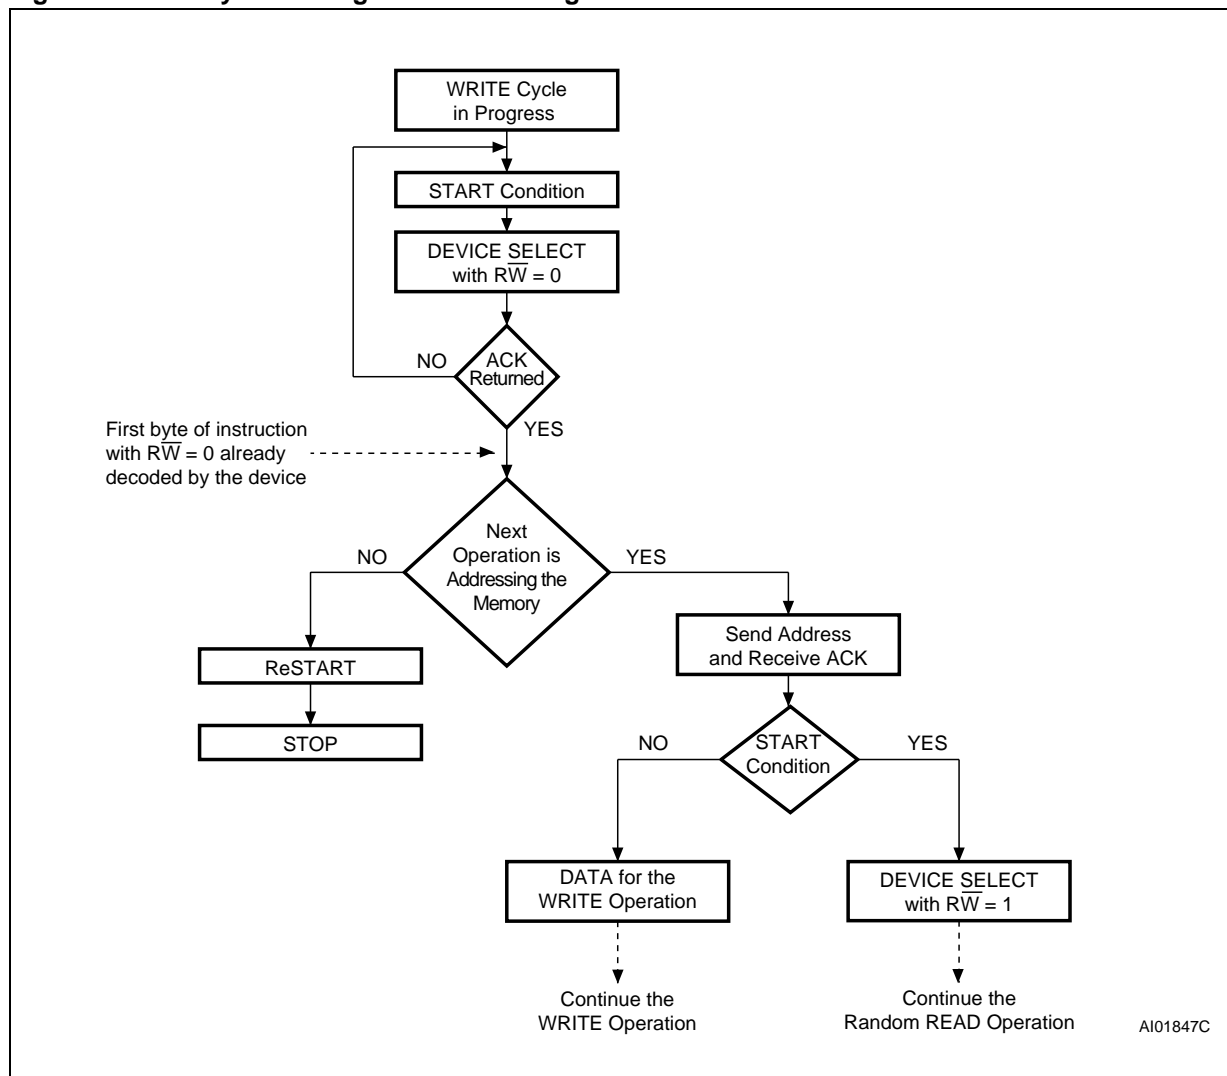 WRITE Cycle
in Progress
START Condition
DEVICE SELECT
with RW̅ = 0
NO
ACK
Returned
YES
First byte of instruction
with RW̅ = 0 already
decoded by the device
NO
Next
Operation is
Addressing the
Memory
YES
Send Address
and Receive ACK
ReSTART
STOP
NO
START
Condition
YES
DATA for the
WRITE Operation
DEVICE SELECT
with RW̅ = 1
Continue the
WRITE Operation
Continue the
Random READ Operation
AI01847C